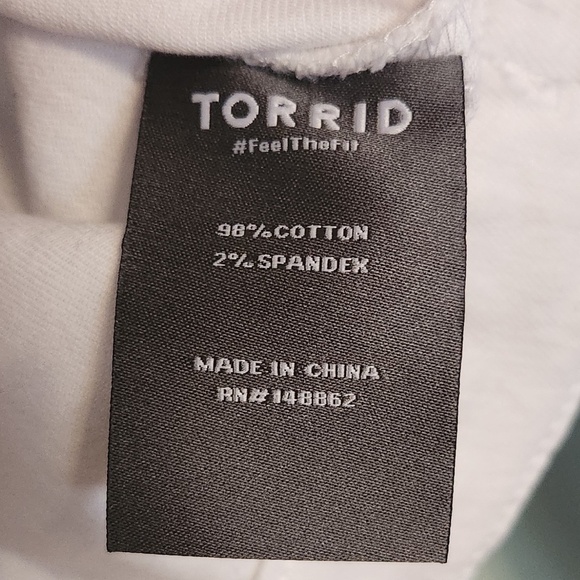 TORRID
#FeelTheFit
98%COTTON
2%SPANDEX
MADE IN CHINA
RN#148862